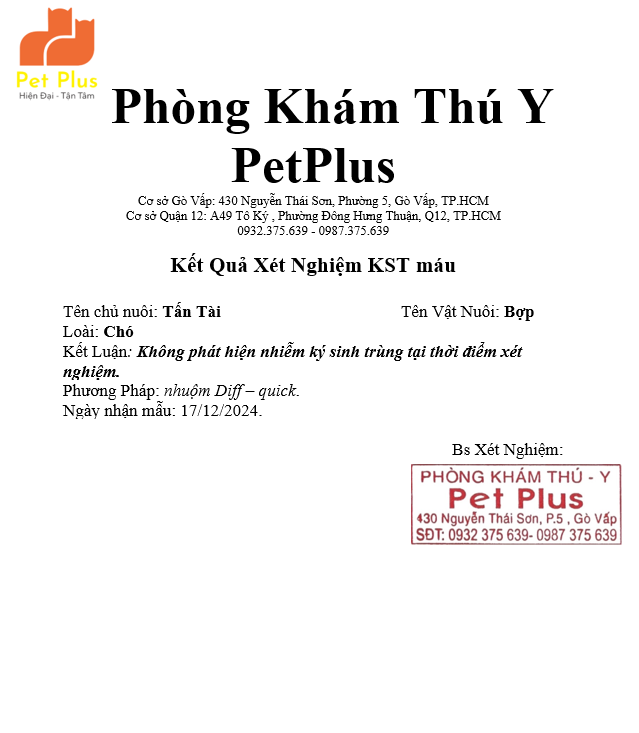 Pet Plus
Hiện Đại - Tận Tâm
Phòng Khám Thú Y
PetPlus
Cơ sở Gò Vấp: 430 Nguyễn Thái Sơn, Phường 5, Gò Vấp, TP.HCM
Cơ sở Quận 12: A49 Tô Ký , Phường Đông Hưng Thuận, Q12, TP.HCM
0932.375.639 - 0987.375.639
Kết Quả Xét Nghiệm KST máu
Tên chủ nuôi: Tấn Tài Tên Vật Nuôi: Bợp
Loài: Chó
Kết Luận: Không phát hiện nhiễm ký sinh trùng tại thời điểm xét
nghiệm.
Phương Pháp: nhuộm Diff – quick.
Ngày nhận mẫu: 17/12/2024.
Bs Xét Nghiệm:
PHÒNG KHÁM THÚ - Y
Pet Plus
430 Nguyễn Thái Sơn, P.5 , Gò Vấp
SĐT: 0932 375 639- 0987 375 639